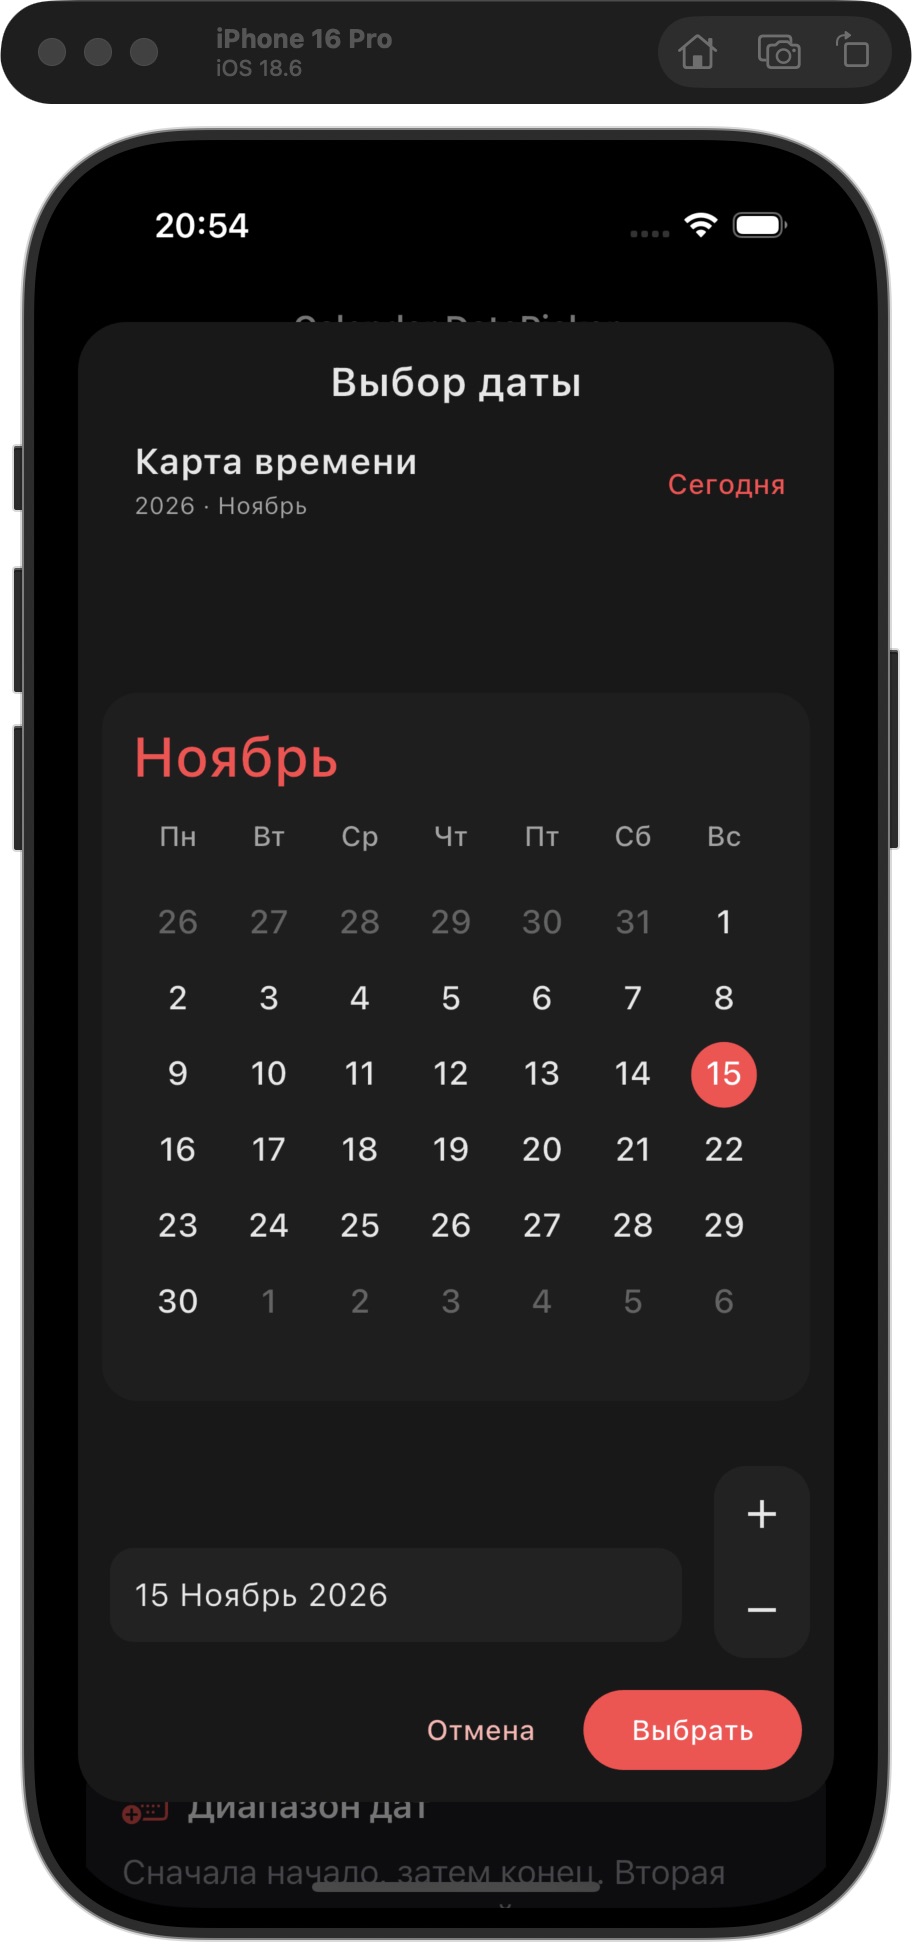 iPhone 16 Pro
iOS 18.6
20:54
Calendar Date Picker
Выбор даты
Карта времени
2026 · Ноябрь
Сегодня
Ноябрь
Пн Вт Ср Чт Пт Сб Вс
26 27 28 29 30 31 1
2 3 4 5 6 7 8
9 10 11 12 13 14 15
16 17 18 19 20 21 22
23 24 25 26 27 28 29
30 1 2 3 4 5 6
+
15 Ноябрь 2026
−
Отмена Выбрать
Диапазон дат
Сначала начало, затем конец. Вторая